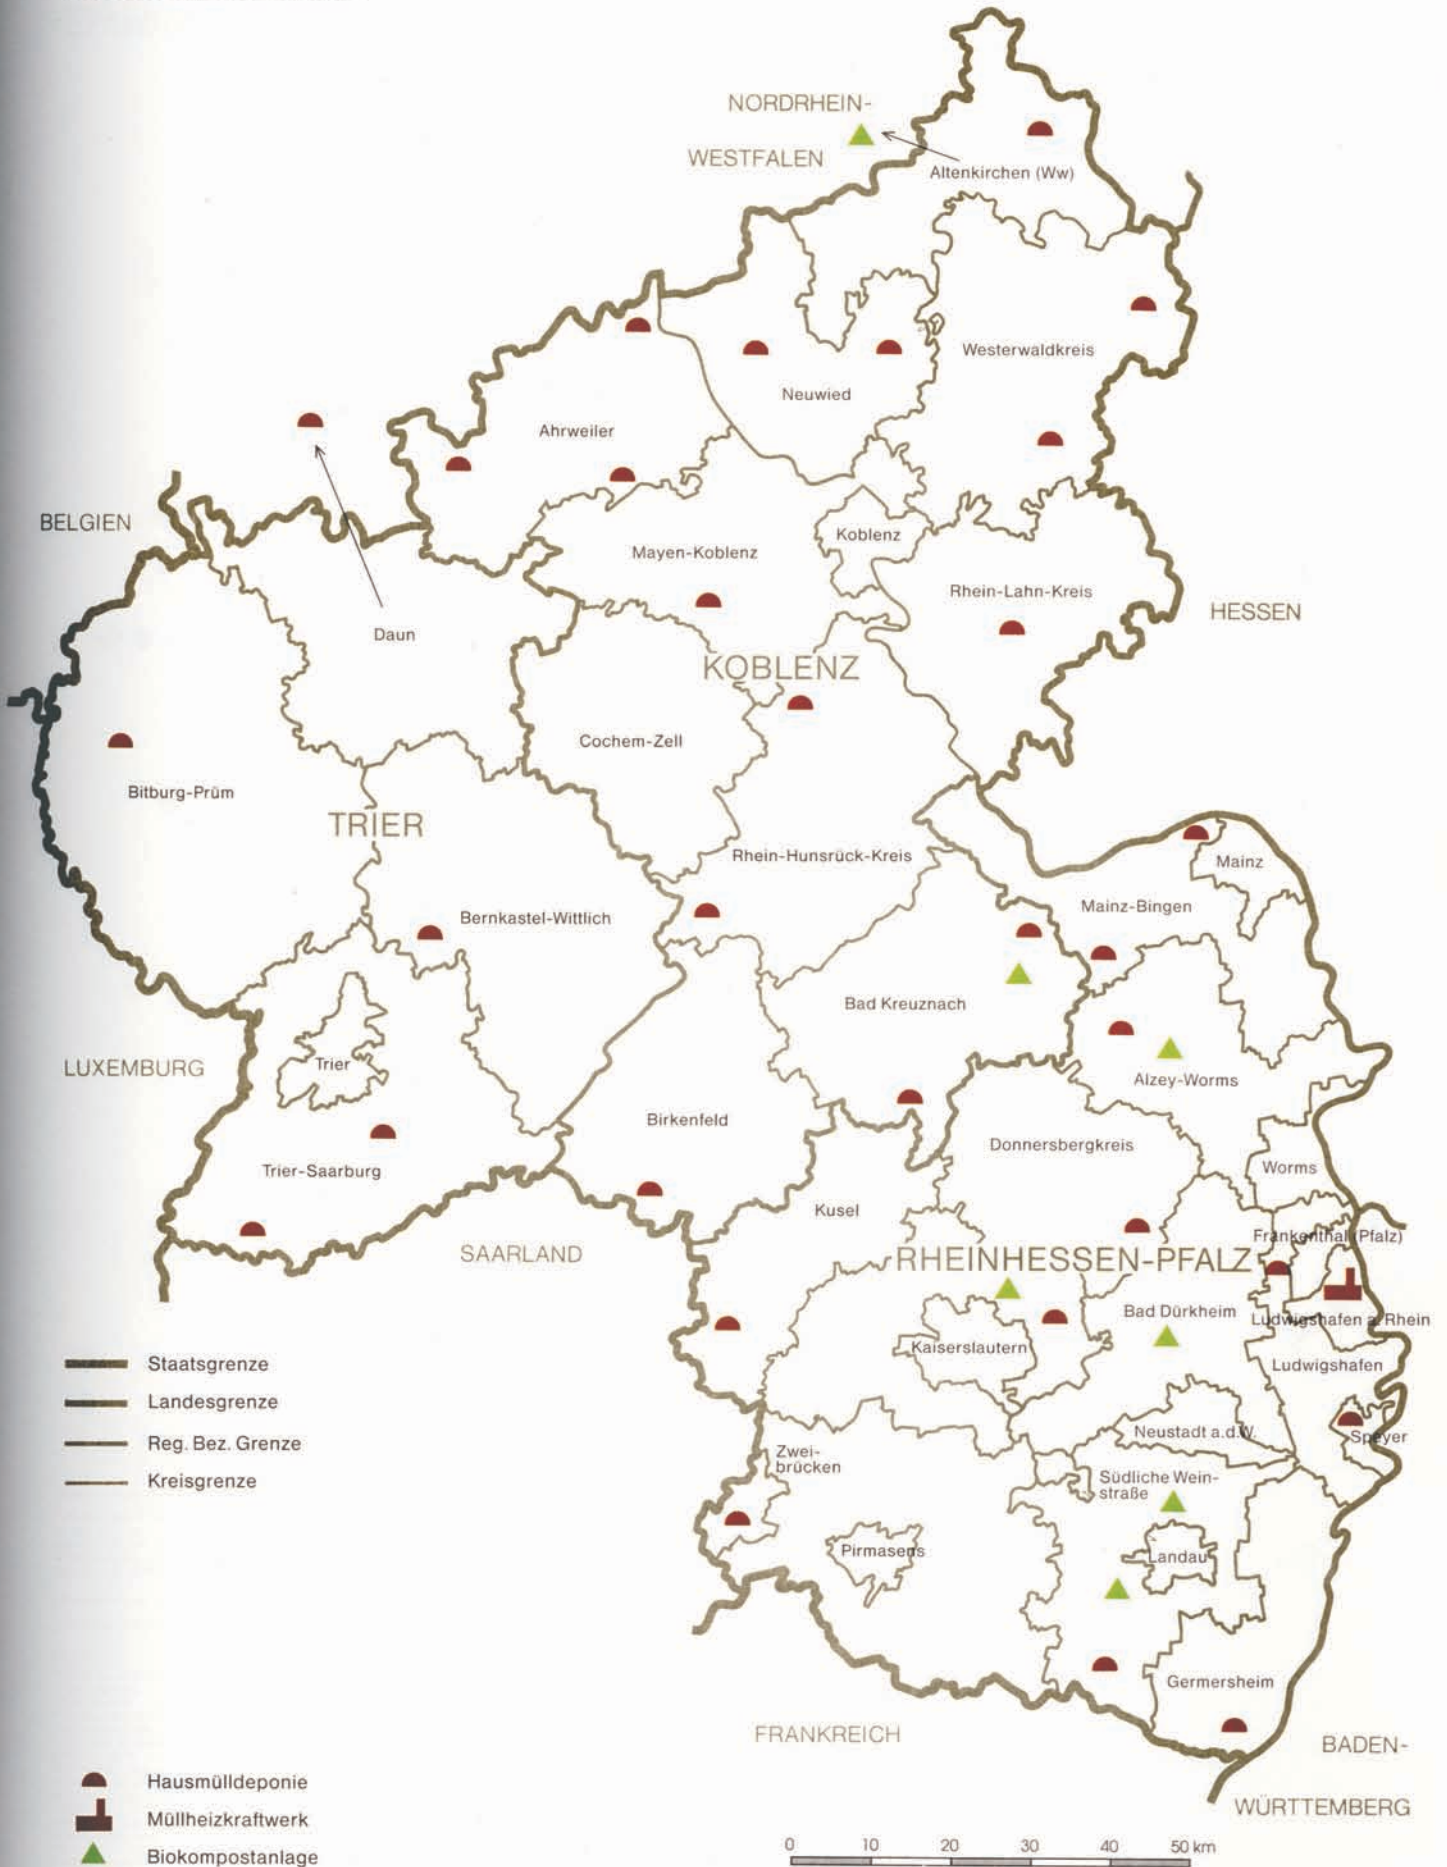 NORDRHEIN-
WESTFALEN
Altenkirchen (Ww)
Westerwaldkreis
Neuwied
Ahrweiler
BELGIEN
Koblenz
Mayen-Koblenz
Rhein-Lahn-Kreis
HESSEN
Daun
KOBLENZ
Cochem-Zell
Bitburg-Prüm
TRIER
Rhein-Hunsrück-Kreis
Mainz
Mainz-Bingen
Bernkastel-Wittlich
Bad Kreuznach
LUXEMBURG
Trier
Alzey-Worms
Birkenfeld
Donnersbergkreis
Trier-Saarburg
Worms
Kusel
Frankenthal (Pfalz)
SAARLAND
RHEINHESSEN-PFALZ
Bad Dürkheim
Ludwigshafen a. Rhein
Kaiserslautern
Ludwigshafen
Staatsgrenze
Landesgrenze
Neustadt a.d.W.
Speyer
Reg. Bez. Grenze
Zwei-
brücken
Kreisgrenze
Südliche Wein-
straße
Pirmasens
Landau
Germersheim
FRANKREICH
BADEN-
WÜRTTEMBERG
Hausmülldeponie
Müllheizkraftwerk
Biokompostanlage
0 10 20 30 40 50 km